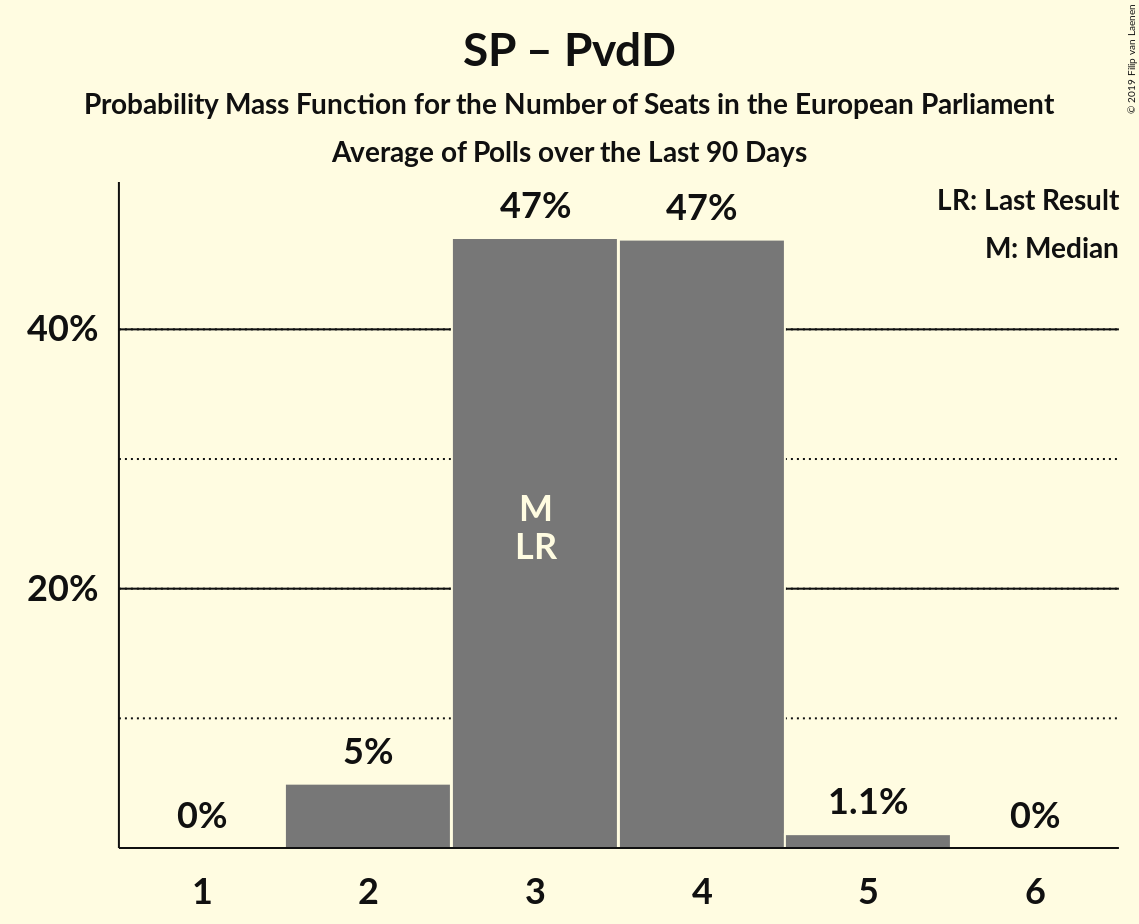 SP – PvdD
Probability Mass Function for the Number of Seats in the European Parliament
Average of Polls over the Last 90 Days
© 2019 Filip van Laenen
LR: Last Result
M: Median
47%
47%
40%
M
LR
20%
5%
1.1%
0%
0%
1
2
3
4
5
6